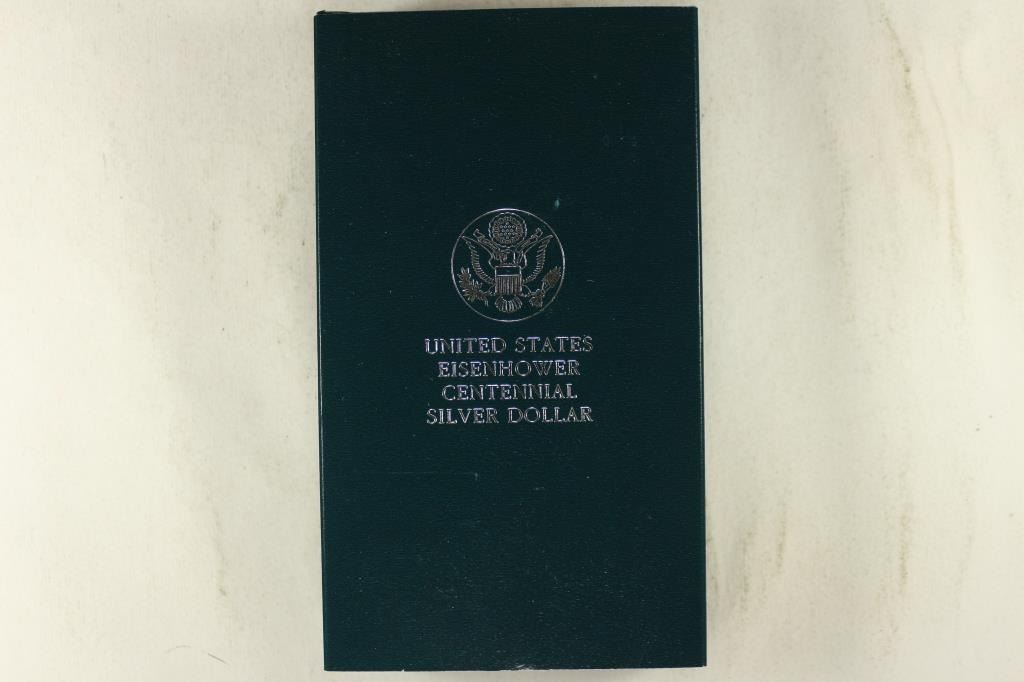 UNITED STATES
EISENHOWER
CENTENNIAL
SILVER DOLLAR